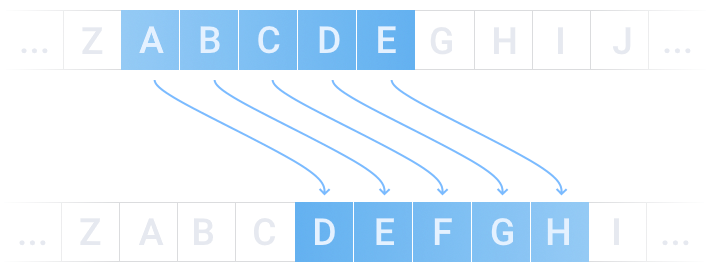 ... Z A B C D E G H I J ...
... Z A B C D E F G H I ...